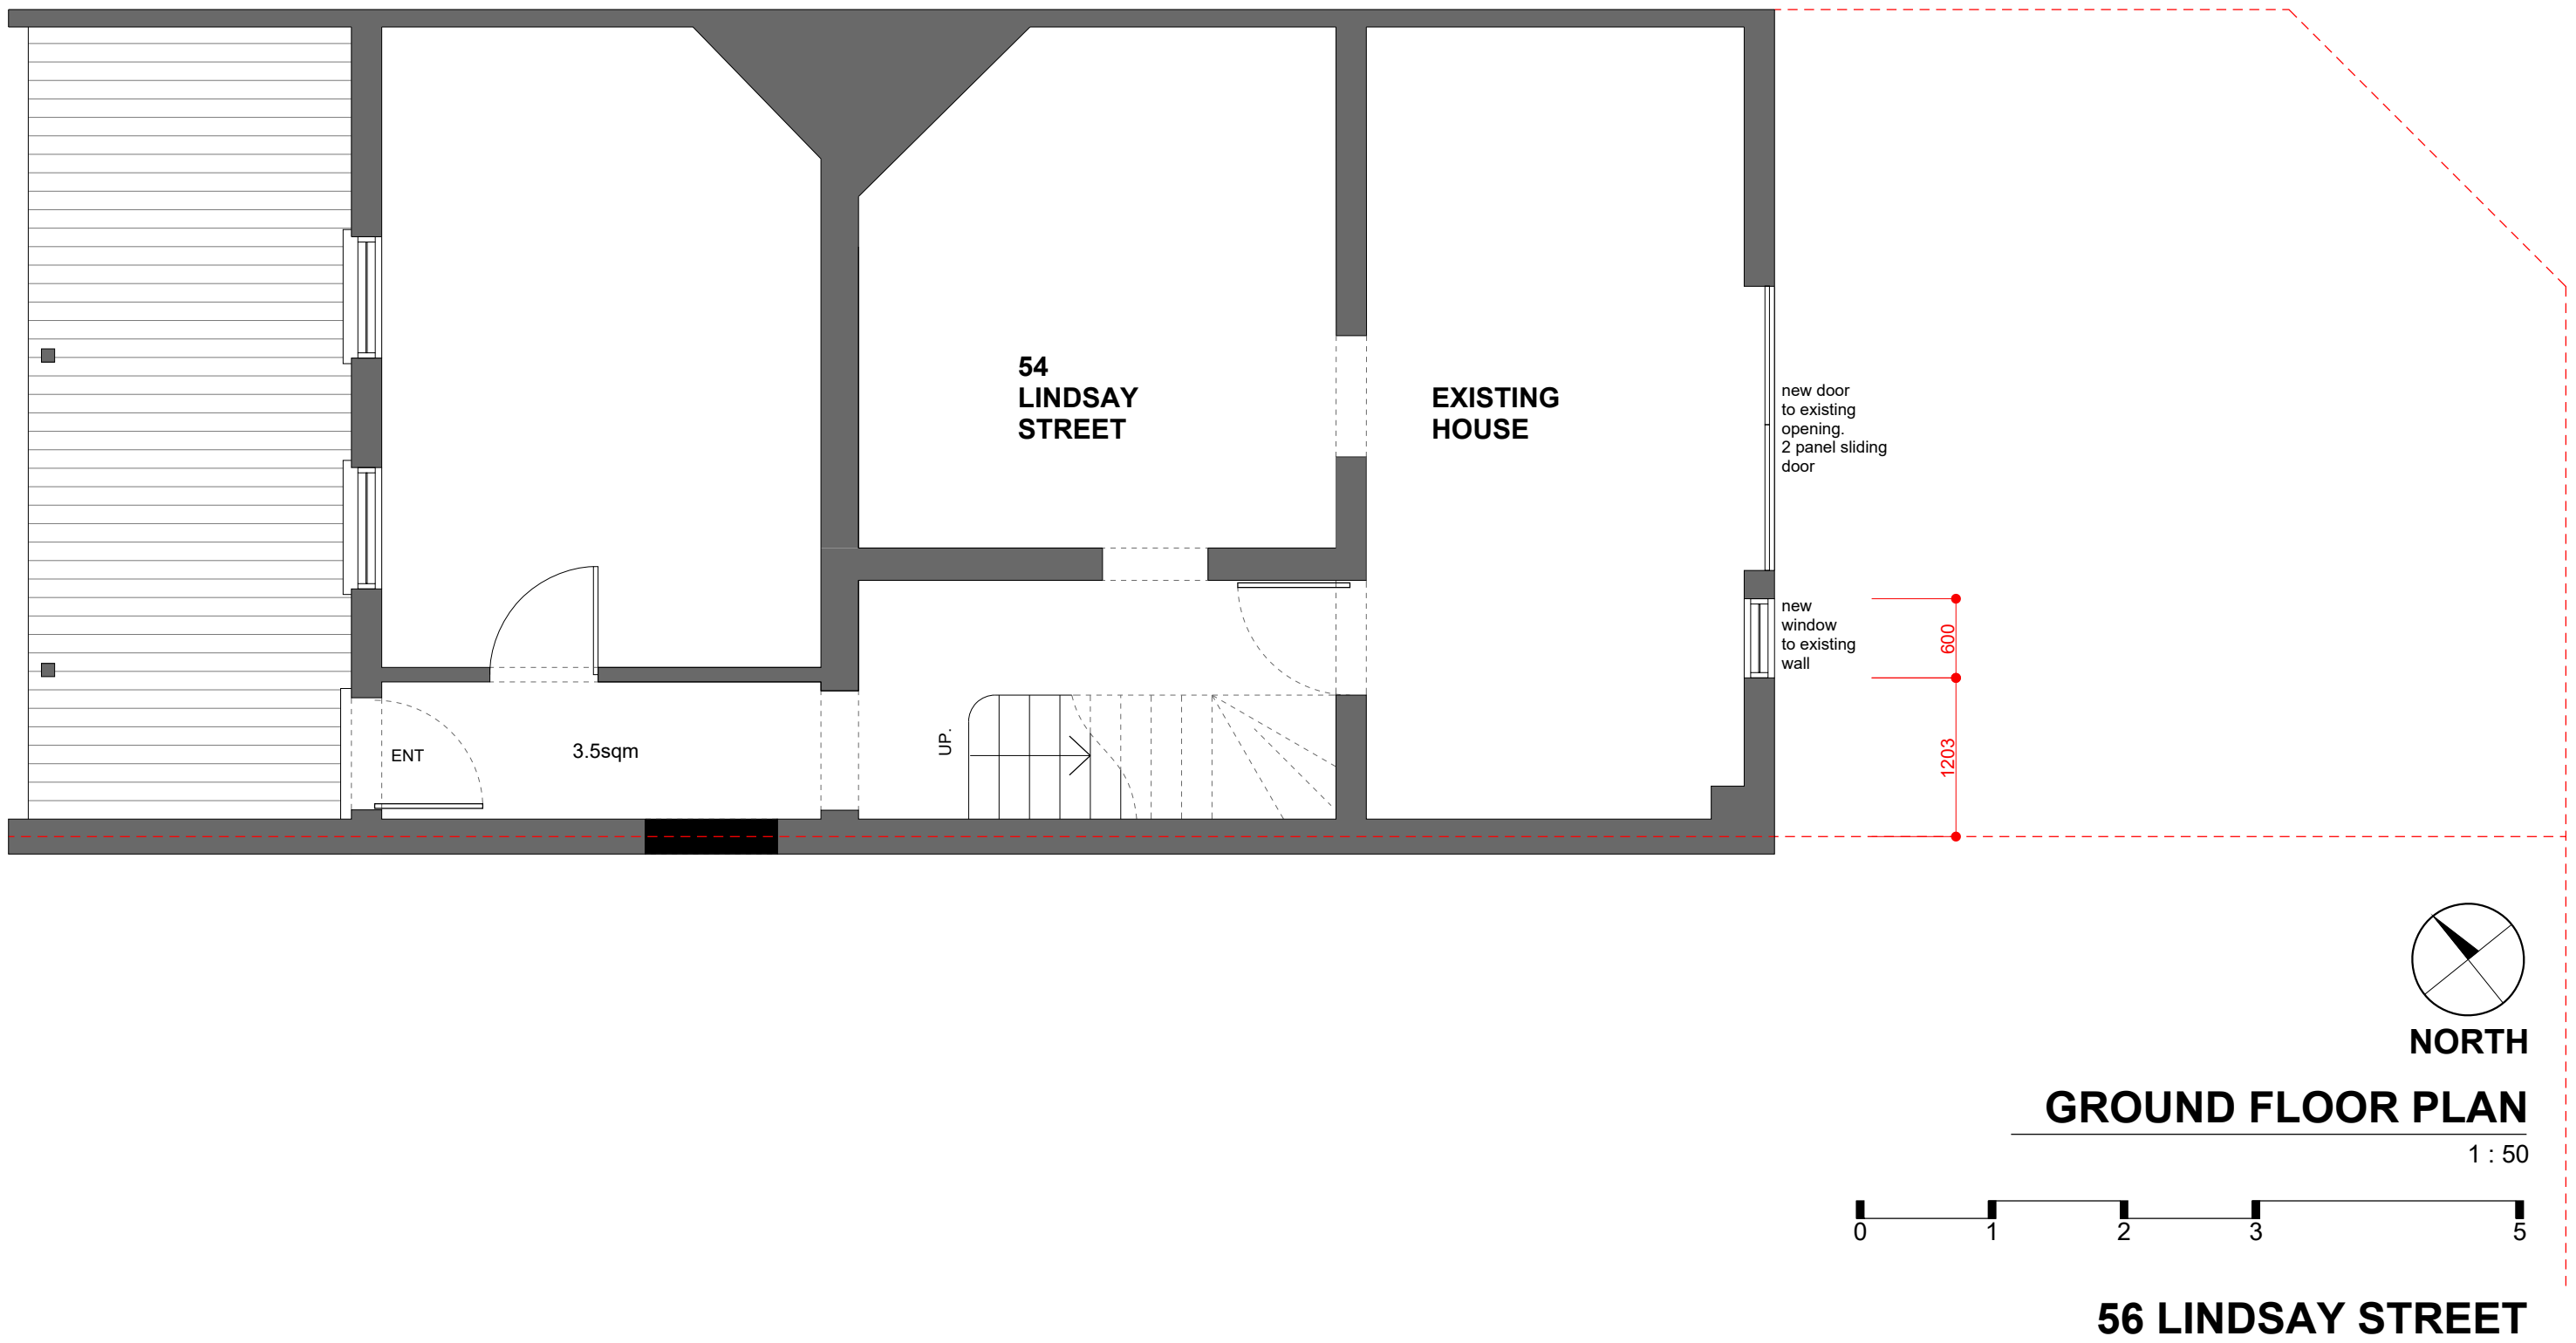 54
LINDSAY
STREET
EXISTING
HOUSE
new door
to existing
opening.
2 panel sliding
door
new
window
to existing
wall
600
1203
ENT
3.5sqm
UP.
NORTH
GROUND FLOOR PLAN
1 : 50
0 1 2 3 5
56 LINDSAY STREET